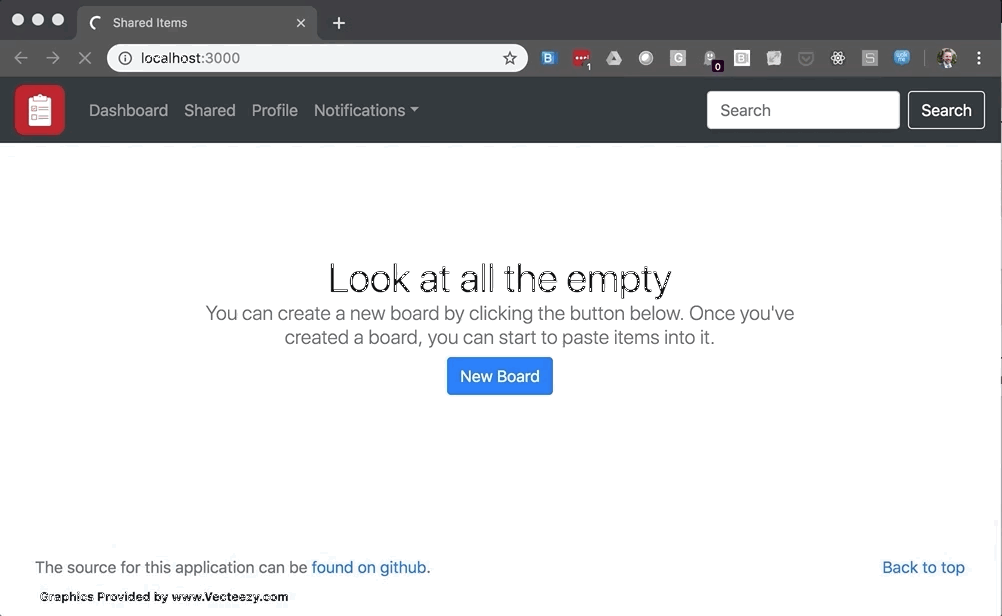 Shared Items
localhost:3000
B
1
G
0
B
S
Dashboard Shared Profile Notifications Search Search
Look at all the empty
You can create a new board by clicking the button below. Once you've
created a board, you can start to paste items into it.
New Board
The source for this application can be found on github. Back to top
Graphics Provided by www.Vecteezy.com